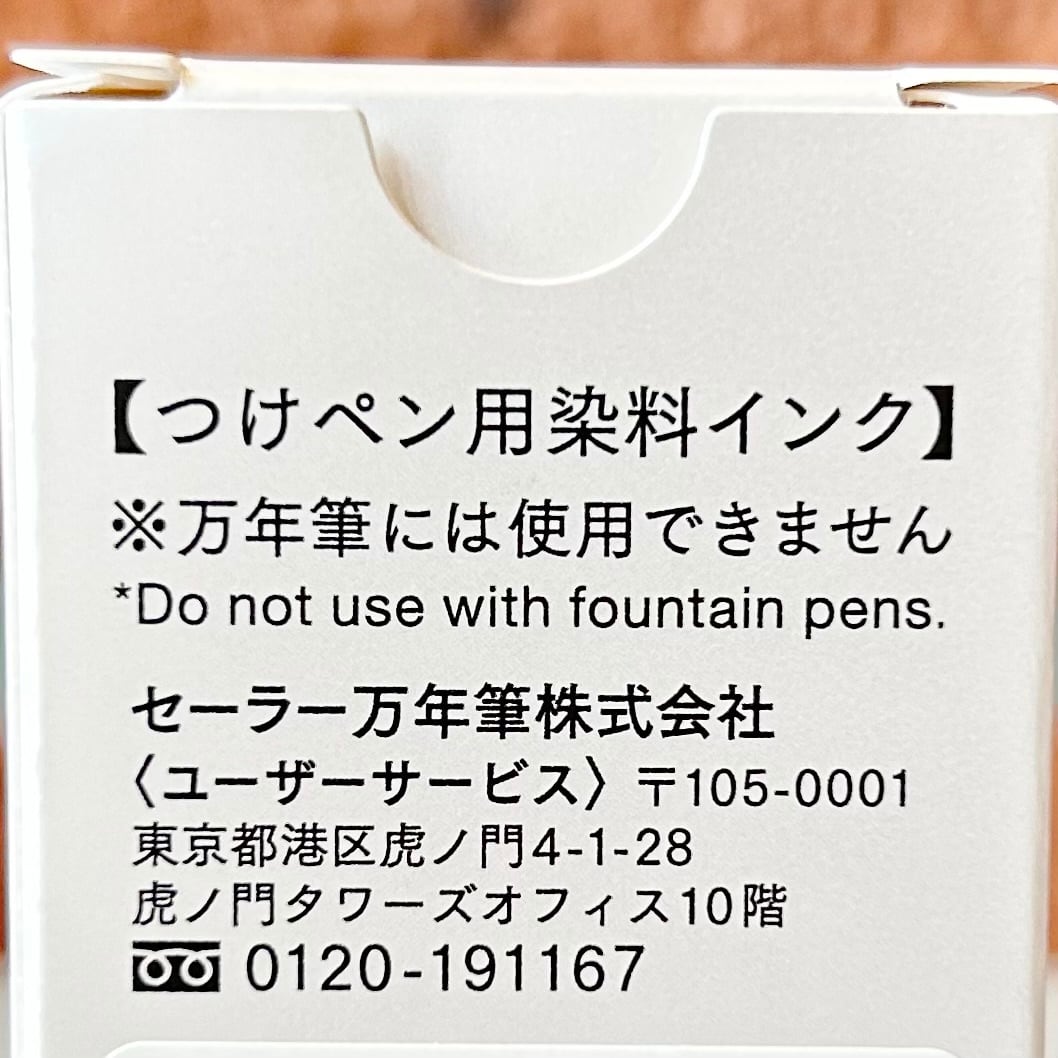 【つけペン用染料インク】
※万年筆には使用できません
*Do not use with fountain pens.
セーラー万年筆株式会社
〈ユーザーサービス〉〒105-0001
東京都港区虎ノ門4-1-28
虎ノ門タワーズオフィス10階
0120-191167